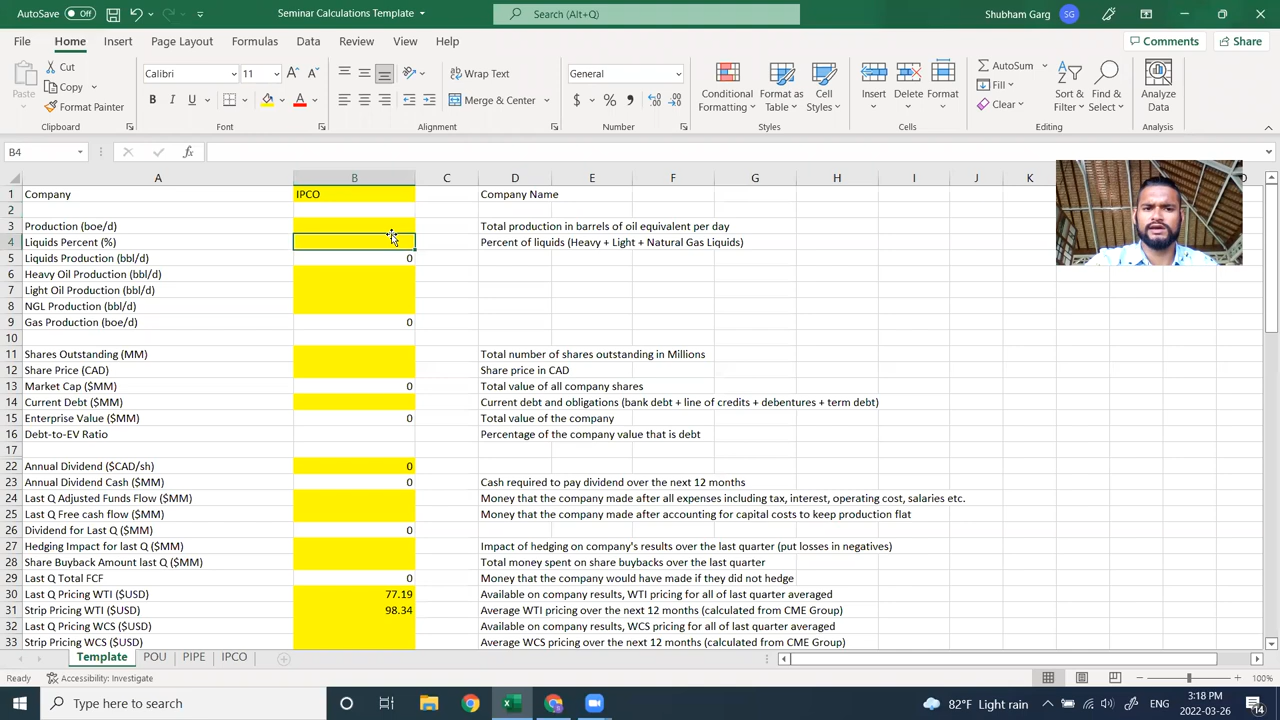 AutoSave Off Seminar Calculations Template Search (Alt+Q) Shubham Garg SG
File Home Insert Page Layout Formulas Data Review View Help Comments Share
Paste Cut Copy Format Painter Clipboard
Calibri 11 B I U A Font
Wrap Text Merge & Center Alignment
General $ % , Number
Conditional Formatting Format as Table Cell Styles Styles
Insert Delete Format Cells
AutoSum Fill Clear Sort & Filter Find & Select Editing
Analyze Data Analysis
B4 fx
A B C D E F G H I J K
1 Company IPCO Company Name
2
3 Production (boe/d) Total production in barrels of oil equivalent per day
4 Liquids Percent (%) Percent of liquids (Heavy + Light + Natural Gas Liquids)
5 Liquids Production (bbl/d) 0
6 Heavy Oil Production (bbl/d)
7 Light Oil Production (bbl/d)
8 NGL Production (bbl/d)
9 Gas Production (boe/d) 0
10
11 Shares Outstanding (MM) Total number of shares outstanding in Millions
12 Share Price (CAD) Share price in CAD
13 Market Cap ($MM) 0 Total value of all company shares
14 Current Debt ($MM) Current debt and obligations (bank debt + line of credits + debentures + term debt)
15 Enterprise Value ($MM) 0 Total value of the company
16 Debt-to-EV Ratio Percentage of the company value that is debt
17
22 Annual Dividend ($CAD/sh) 0
23 Annual Dividend Cash ($MM) 0 Cash required to pay dividend over the next 12 months
24 Last Q Adjusted Funds Flow ($MM) Money that the company made after all expenses including tax, interest, operating cost, salaries etc.
25 Last Q Free cash flow ($MM) Money that the company made after accounting for capital costs to keep production flat
26 Dividend for Last Q ($MM) 0
27 Hedging Impact for last Q ($MM) Impact of hedging on company's results over the last quarter (put losses in negatives)
28 Share Buyback Amount last Q ($MM) Total money spent on share buybacks over the last quarter
29 Last Q Total FCF 0 Money that the company would have made if they did not hedge
30 Last Q Pricing WTI ($USD) 77.19 Available on company results, WTI pricing for all of last quarter averaged
31 Strip Pricing WTI ($USD) 98.34 Average WTI pricing over the next 12 months (calculated from CME Group)
32 Last Q Pricing WCS ($USD) Available on company results, WCS pricing for all of last quarter averaged
33 Strip Pricing WCS ($USD) Average WCS pricing over the next 12 months (calculated from CME Group)
Template POU PIPE IPCO
Ready Accessibility: Investigate 100%
Type here to search 82°F Light rain ENG 3:18 PM 2022-03-26 14